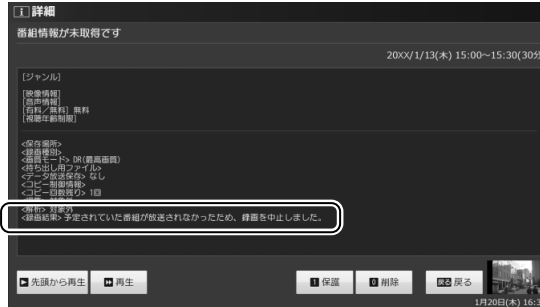 i 詳細
番組情報が未取得です
20XX/1/13(木) 15:00～15:30(30分
[ジャンル]
[映像情報]
[音声情報]
[有料／無料] 無料
[視聴年齢制限]
<保存場所>
<録画種別>
<画質モード> DR(最高画質)
<持ち出し用ファイル>
<データ放送保存> なし
<コピー制御情報>
<コピー回数残り> 1回
<解析> 対象外
<録画結果> 予定されていた番組が放送されなかったため、録画を中止しました。
先頭から再生
再生
1 保護
0 削除
戻る 戻る
1月20日(木) 16:3